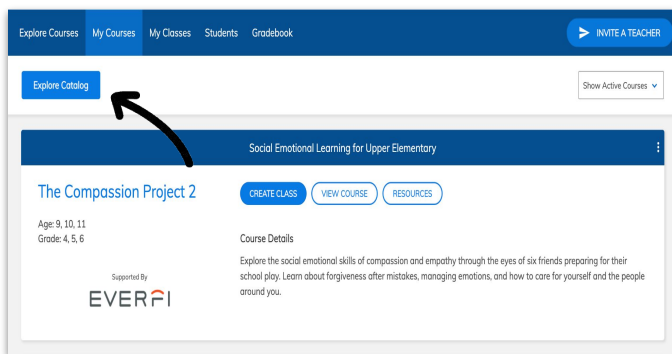 Explore Courses My Courses My Classes Students Gradebook INVITE A TEACHER
Explore Catalog Show Active Courses
Social Emotional Learning for Upper Elementary
The Compassion Project 2
CREATE CLASS VIEW COURSE RESOURCES
Age: 9, 10, 11
Grade: 4, 5, 6
Supported By
EVERFI
Course Details
Explore the social emotional skills of compassion and empathy through the eyes of six friends preparing for their
school play. Learn about forgiveness after mistakes, managing emotions, and how to care for yourself and the people
around you.